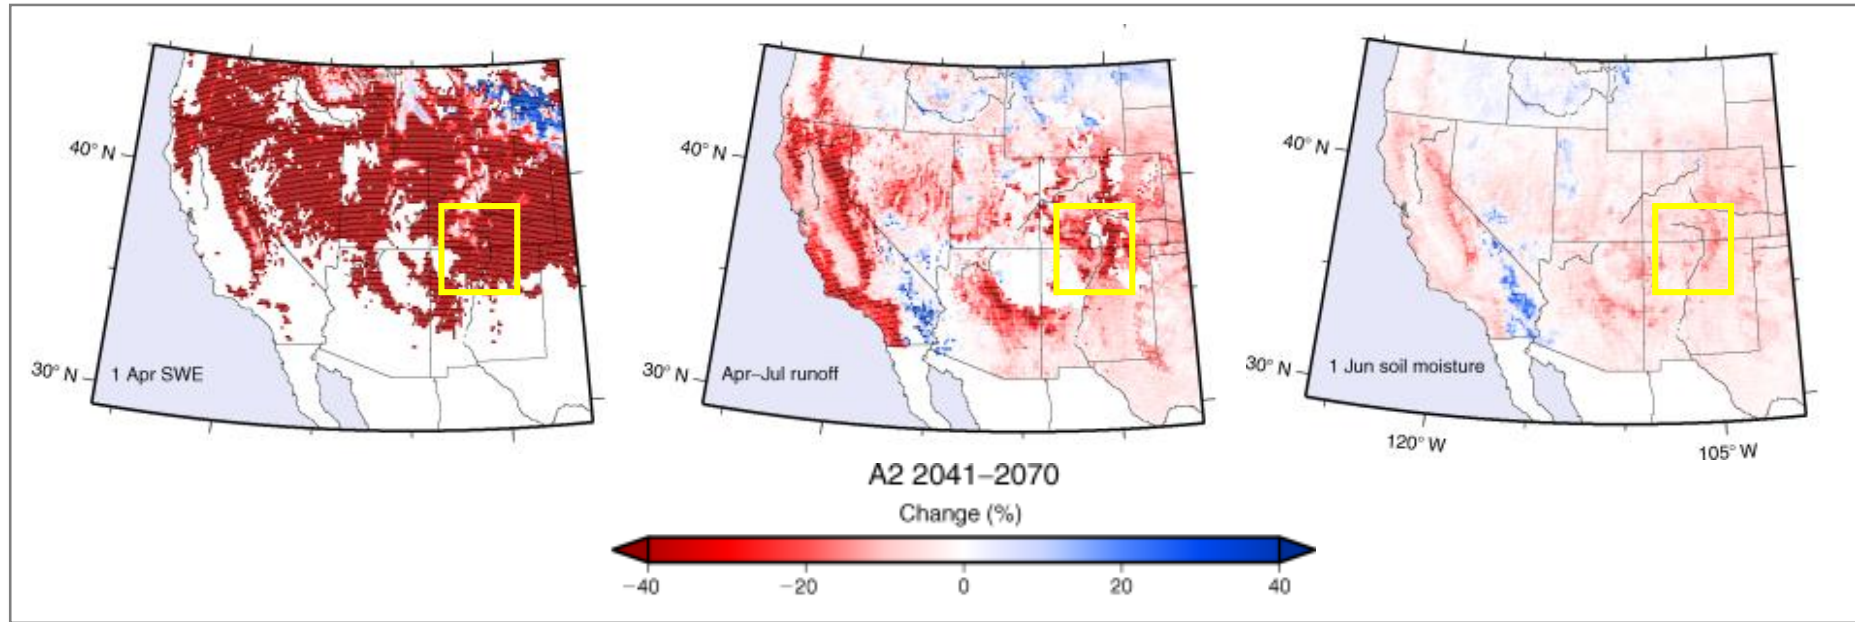 40° N
30° N
1 Apr SWE
40° N
30° N
Apr–Jul runoff
40° N
30° N
1 Jun soil moisture
120° W
105° W
A2 2041–2070
Change (%)
−40 −20 0 20 40